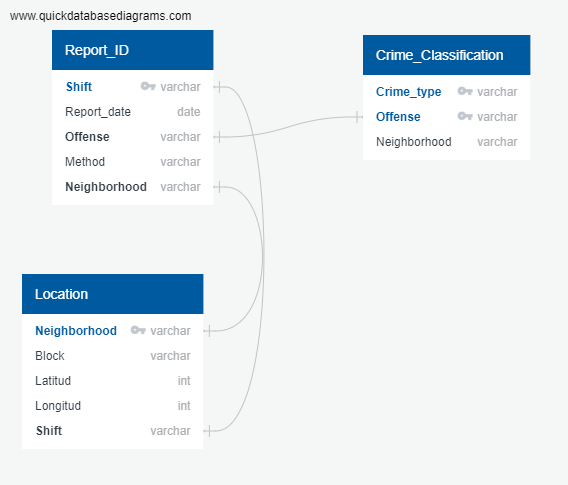 www.quickdatabasediagrams.com
Report_ID
Shift varchar
Report_date date
Offense varchar
Method varchar
Neighborhood varchar
Crime_Classification
Crime_type varchar
Offense varchar
Neighborhood varchar
Location
Neighborhood varchar
Block varchar
Latitud int
Longitud int
Shift varchar